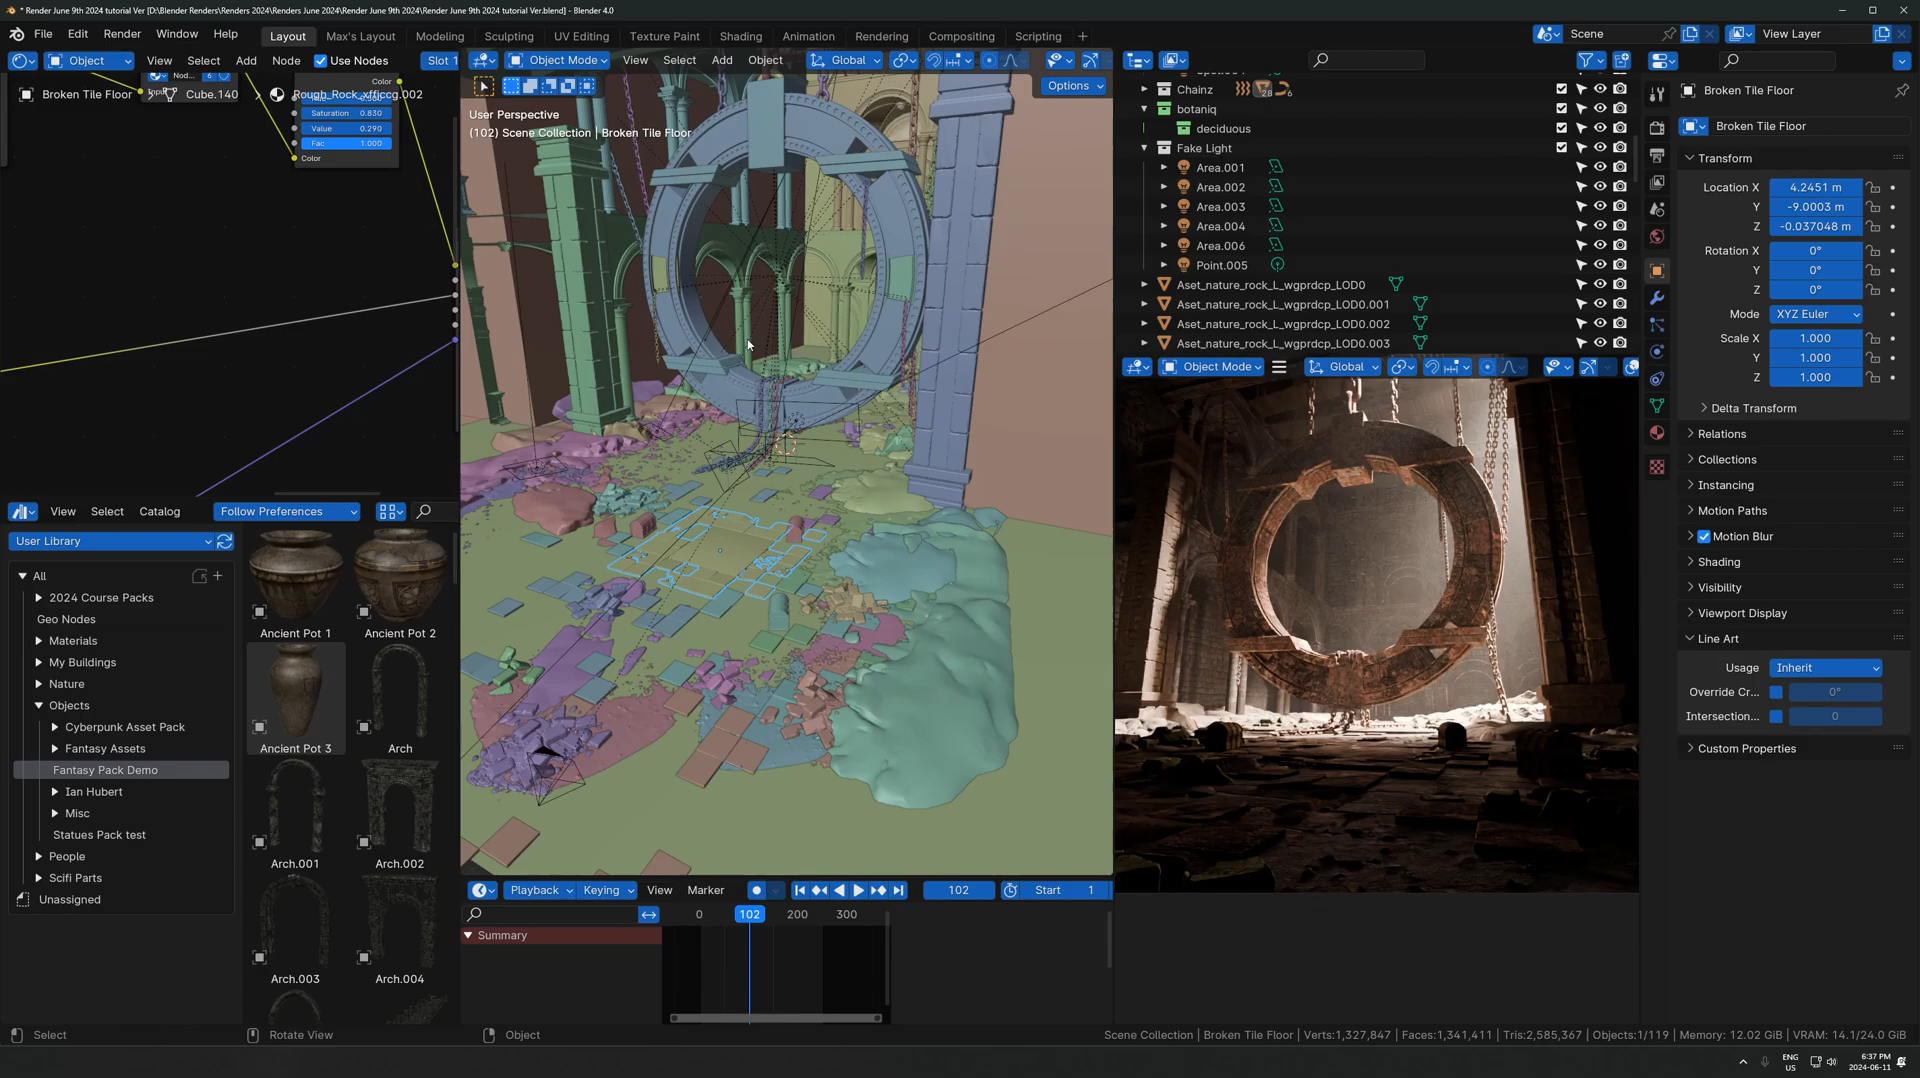 * Render June 9th 2024 tutorial Ver [D:\Blender Renders\Renders 2024\Renders June 2024\Render June 9th 2024\Render June 9th 2024 tutorial Ver.blend] - Blender 4.0
File Edit Render Window Help Layout Max's Layout Modeling Sculpting UV Editing Texture Paint Shading Animation Rendering Compositing Scripting Scene View Layer
Object View Select Add Node Use Nodes Slot 1
Broken Tile Floor > Cube.140 > Rough_Rock_xffjccg.002
Color
Saturation 0.830
Value 0.290
Fac 1.000
Color
Object Mode View Select Add Object Global
Options
User Perspective
(102) Scene Collection | Broken Tile Floor
Chainz 28 6
botaniq
deciduous
Fake Light
Area.001
Area.002
Area.003
Area.004
Area.006
Point.005
Aset_nature_rock_L_wgprdcp_LOD0
Aset_nature_rock_L_wgprdcp_LOD0.001
Aset_nature_rock_L_wgprdcp_LOD0.002
Aset_nature_rock_L_wgprdcp_LOD0.003
Object Mode Global
Broken Tile Floor
Broken Tile Floor
Transform
Location X 4.2451 m
Y -9.0003 m
Z -0.037048 m
Rotation X 0°
Y 0°
Z 0°
Mode XYZ Euler
Scale X 1.000
Y 1.000
Z 1.000
Delta Transform
Relations
Collections
Instancing
Motion Paths
Motion Blur
Shading
Visibility
Viewport Display
Line Art
Usage Inherit
Override Cr... 0°
Intersection... 0
Custom Properties
View Select Catalog Follow Preferences
User Library
All
2024 Course Packs
Geo Nodes
Materials
My Buildings
Nature
Objects
Cyberpunk Asset Pack
Fantasy Assets
Fantasy Pack Demo
Ian Hubert
Misc
Statues Pack test
People
Scifi Parts
Unassigned
Ancient Pot 1 Ancient Pot 2
Ancient Pot 3 Arch
Arch.001 Arch.002
Arch.003 Arch.004
Playback Keying View Marker 102 Start 1
0 102 200 300
Summary
Select Rotate View Object
Scene Collection | Broken Tile Floor | Verts:1,327,847 | Faces:1,341,411 | Tris:2,585,367 | Objects:1/119 | Memory: 12.02 GiB | VRAM: 14.1/24.0 GiB
ENG
US
6:37 PM
2024-06-11